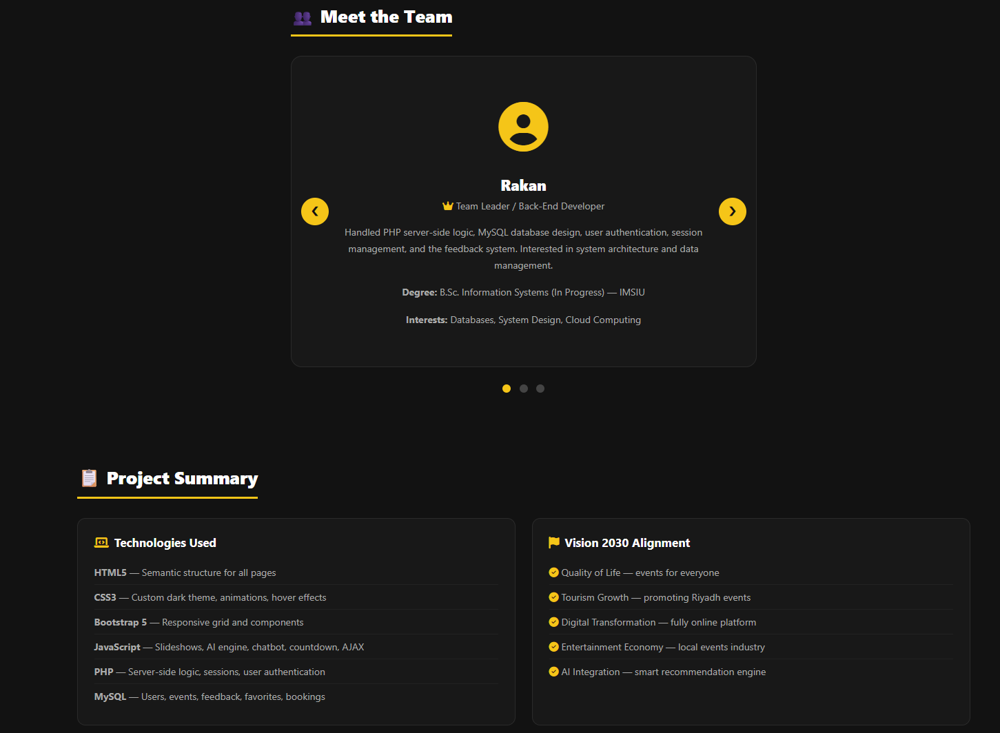 Meet the Team
Rakan
Team Leader / Back-End Developer
Handled PHP server-side logic, MySQL database design, user authentication, session
management, and the feedback system. Interested in system architecture and data
management.
Degree: B.Sc. Information Systems (In Progress) — IMSIU
Interests: Databases, System Design, Cloud Computing
Project Summary
Technologies Used
HTML5 — Semantic structure for all pages
CSS3 — Custom dark theme, animations, hover effects
Bootstrap 5 — Responsive grid and components
JavaScript — Slideshows, AI engine, chatbot, countdown, AJAX
PHP — Server-side logic, sessions, user authentication
MySQL — Users, events, feedback, favorites, bookings
Vision 2030 Alignment
Quality of Life — events for everyone
Tourism Growth — promoting Riyadh events
Digital Transformation — fully online platform
Entertainment Economy — local events industry
AI Integration — smart recommendation engine